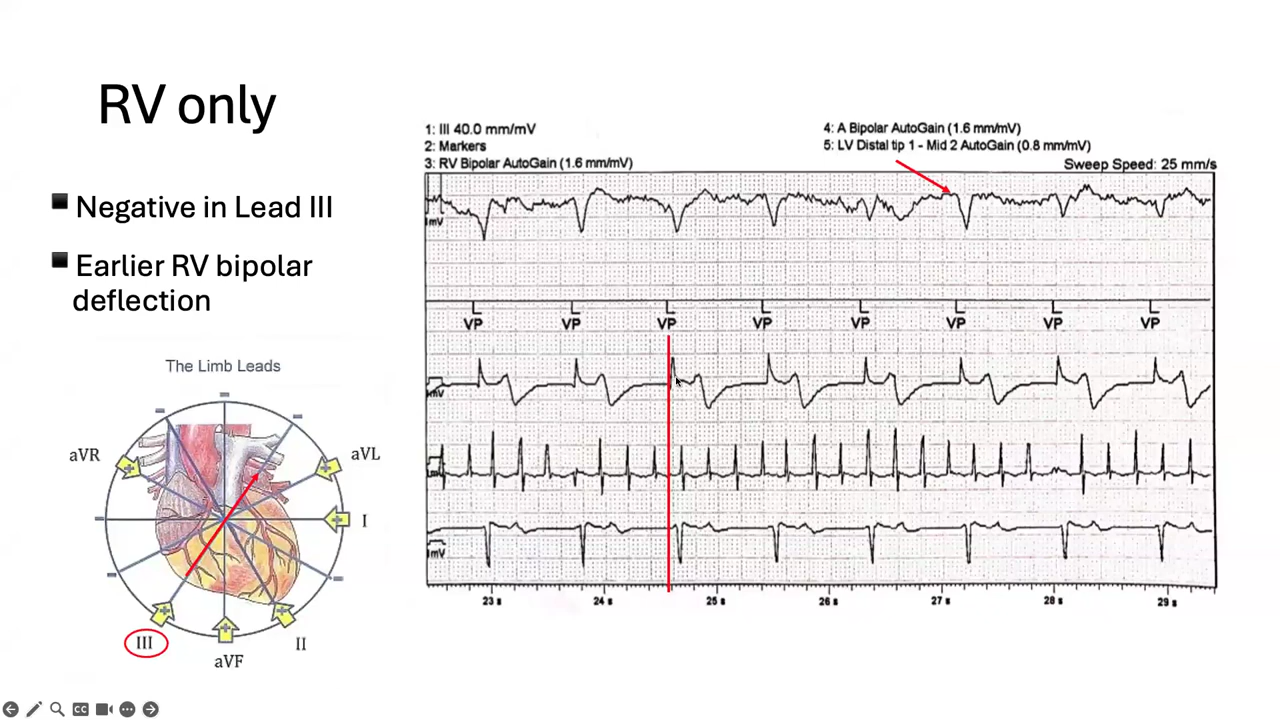 RV only
Negative in Lead III
Earlier RV bipolar
deflection
The Limb Leads
aVR
aVL
I
III
II
aVF
1: III 40.0 mm/mV
2: Markers
3: RV Bipolar AutoGain (1.6 mm/mV)
4: A Bipolar AutoGain (1.6 mm/mV)
5: LV Distal tip 1 - Mid 2 AutoGain (0.8 mm/mV)
Sweep Speed: 25 mm/s
1mV
VP VP VP VP VP VP VP VP
mV
1mV
23 s 24 s 25 s 26 s 27 s 28 s 29 s
CC